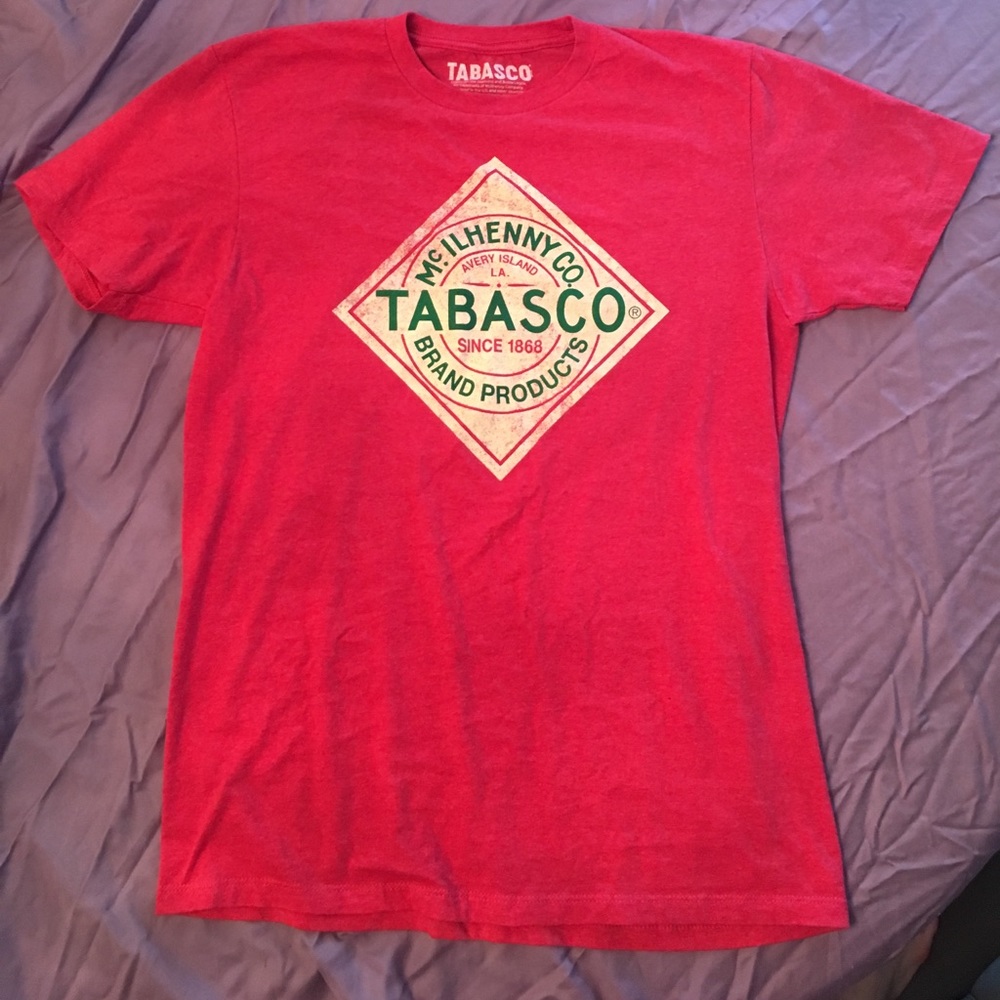 TABASCO
McILHENNY CO.
AVERY ISLAND
LA.
TABASCO®
SINCE 1868
BRAND PRODUCTS